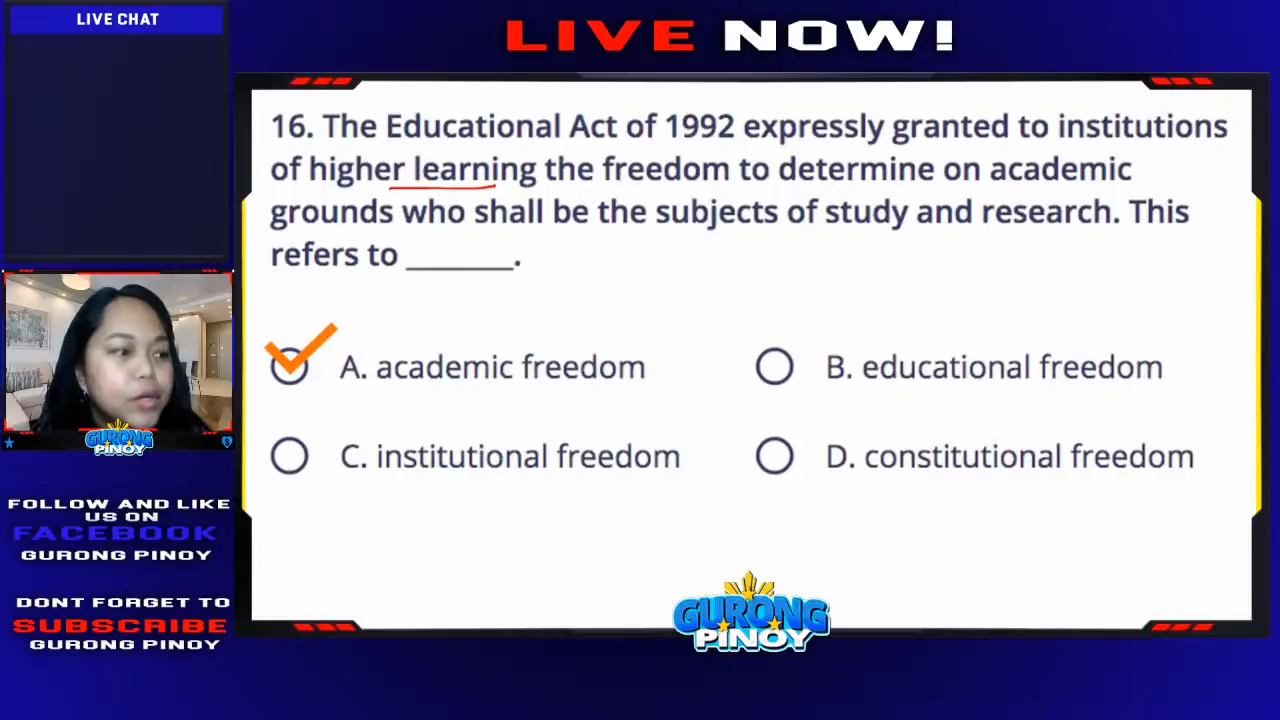 LIVE CHAT
LIVE NOW!
16. The Educational Act of 1992 expressly granted to institutions
of higher learning the freedom to determine on academic
grounds who shall be the subjects of study and research. This
refers to _______.
A. academic freedom
B. educational freedom
C. institutional freedom
D. constitutional freedom
GURONG
PINOY
FOLLOW AND LIKE
US ON
FACEBOOK
GURONG PINOY
DONT FORGET TO
SUBSCRIBE
GURONG PINOY
GURONG
PINOY